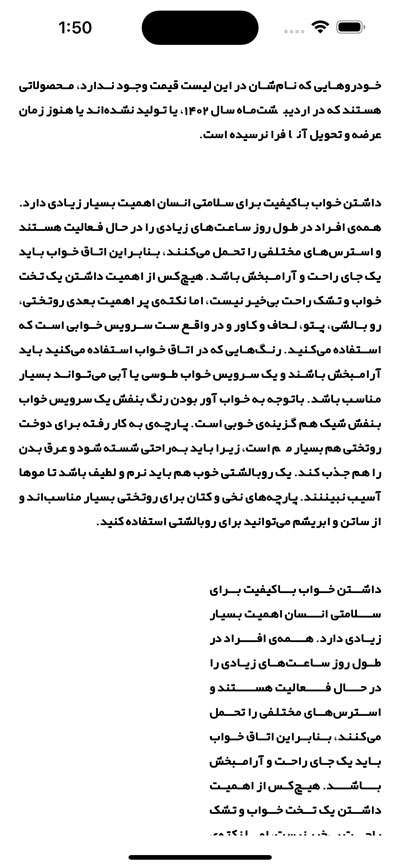 1:50
خودروهایی که نام‌شان در این لیست قیمت وجود ندارد، محصولاتی
هستند که در اردیبشت‌ماه سال ۱۴۰۲، یا تولید نشده‌اند یا هنوز زمان
عرضه و تحویل آن‌ا فرا نرسیده است.
داشتن خواب باکیفیت برای سلامتی انسان اهمیت بسیار زیادی دارد.
همه‌ی افراد در طول روز ساعت‌های زیادی را در حال فعالیت هستند
و استرس‌های مختلفی را تحمل می‌کنند، بنابراین اتاق خواب باید
یک جای راحت و آرامبخش باشد. هیچ‌کس از اهمیت داشتن یک تخت
خواب و تشک راحت بی‌خبر نیست، اما نکته‌ی پر اهمیت بعدی روتختی،
رو بالشی، پتو، لحاف و کاور و در واقع ست سرویس خوابی است که
استفاده می‌کنید. رنگ‌هایی که در اتاق خواب استفاده می‌کنید باید
آرامبخش باشند و یک سرویس خواب طوسی یا آبی می‌تواند بسیار
مناسب باشد. باتوجه به خواب آور بودن رنگ بنفش یک سرویس خواب
بنفش شیک هم گزینه‌ی خوبی است. پارچه‌ی به کار رفته برای دوخت
روتختی هم بسیار م م است، زیرا باید به‌راحتی شسته شود و عرق بدن
را هم جذب کند. یک روبالشتی خوب هم باید نرم و لطیف باشد تا موها
آسیب نبینند. پارچه‌های نخی و کتان برای روتختی بسیار مناسب‌اند و
از ساتن و ابریشم می‌توانید برای روبالشتی استفاده کنید.
داشتن خواب باکیفیت برای
سلامتی انسان اهمیت بسیار
زیادی دارد. همه‌ی افراد در
طول روز ساعت‌های زیادی را
در حال فعالیت هستند و
استرس‌های مختلفی را تحمل
می‌کنند، بنابراین اتاق خواب
باید یک جای راحت و آرامبخش
باشد. هیچ‌کس از اهمیت
داشتن یک تخت خواب و تشک
راحت بی‌خبر نیست، اما نکته‌ی